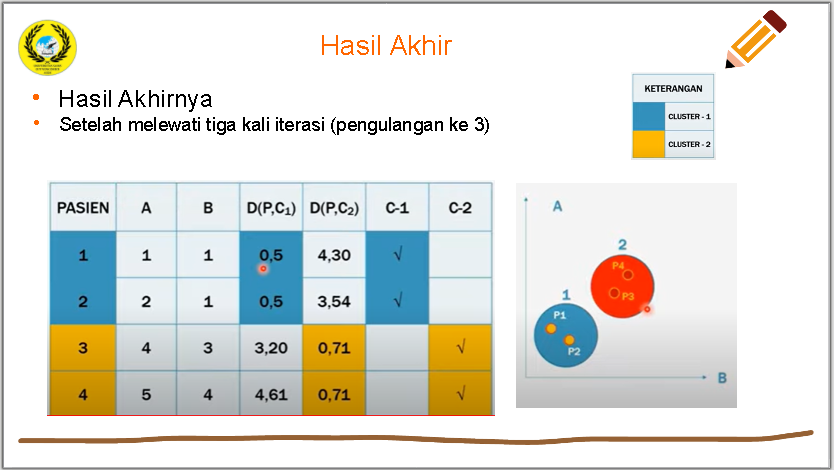 Hasil Akhir
• Hasil Akhirnya
• Setelah melewati tiga kali iterasi (pengulangan ke 3)
KETERANGAN
CLUSTER - 1
CLUSTER - 2
PASIEN A B D(P,C₁) D(P,C₂) C-1 C-2
1 1 1 0,5 4,30 √
2 2 1 0,5 3,54 √
3 4 3 3,20 0,71 √
4 5 4 4,61 0,71 √
A
2
P4
P3
1
P1
P2
B